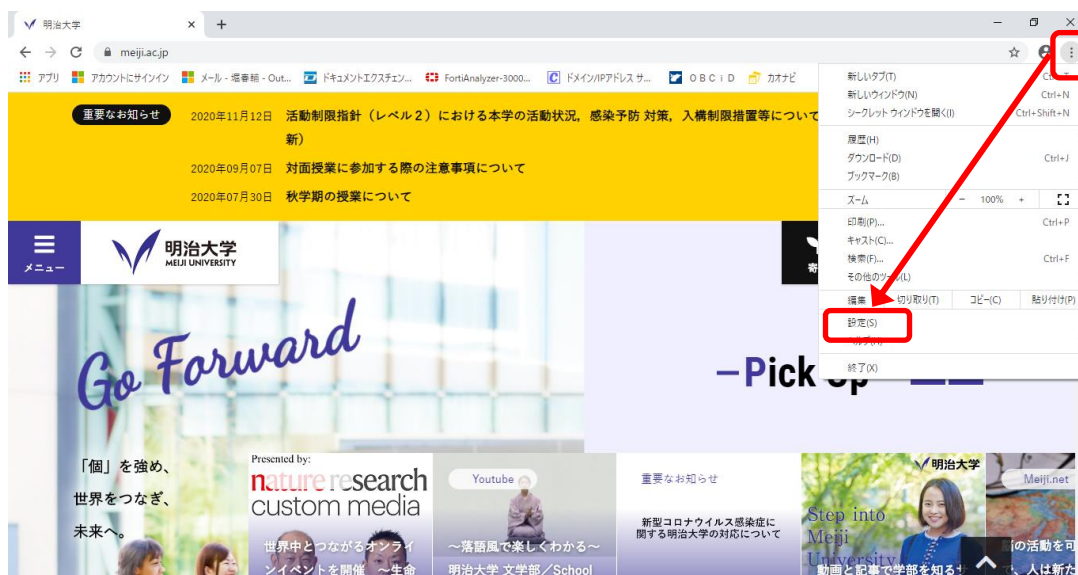 明治大学
meiji.ac.jp
アプリ アカウントにサインイン メール - 堀春輔 - Out... ドキュメントエクスチェン... FortiAnalyzer-3000... ドメイン/IPアドレス サ... ＯＢＣｉＤ カオナビ
重要なお知らせ
2020年11月12日 活動制限指針（レベル２）における本学の活動状況，感染予防 対策，入構制限措置等について
新）
2020年09月07日 対面授業に参加する際の注意事項について
2020年07月30日 秋学期の授業について
メニュー
明治大学
MEIJI UNIVERSITY
寄
新しいタブ(T)
新しいウィンドウ(N) Ctrl+N
シークレット ウィンドウを開く(I) Ctrl+Shift+N
履歴(H)
ダウンロード(D) Ctrl+J
ブックマーク(B)
ズーム - 100% +
印刷(P)... Ctrl+P
キャスト(C)...
検索(F)... Ctrl+F
その他のツール(L)
編集 切り取り(T) コピー(C) 貼り付け(P)
設定(S)
ヘルプ(H)
終了(X)
Go Forward
Pick Up
「個」を強め、
世界をつなぎ、
未来へ。
Presented by:
nature research
custom media
世界中とつながるオンライ
ンイベントを開催 ～生命
Youtube
～落語風で楽しくわかる～
明治大学 文学部／School
重要なお知らせ
新型コロナウイルス感染症に
関する明治大学の対応について
明治大学
Step into
Meiji
University
動画と記事で学部を知るサ
Meiji.net
の活動を可
で、人は新た